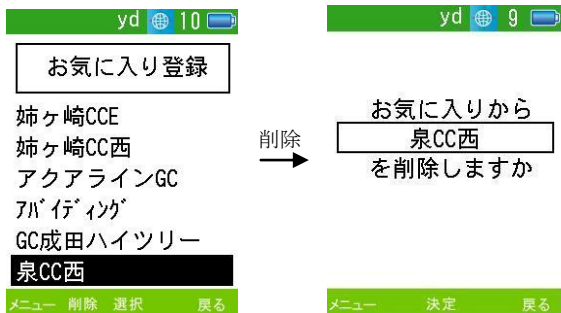 yd 10
お気に入り登録
姉ヶ崎CCE
姉ヶ崎CC西
アクアラインGC
ｱﾊﾞｲﾃﾞｨﾝｸﾞ
GC成田ハイツリー
泉CC西
メニュー 削除 選択 戻る
削除
yd 9
お気に入りから
泉CC西
を削除しますか
メニュー 決定 戻る